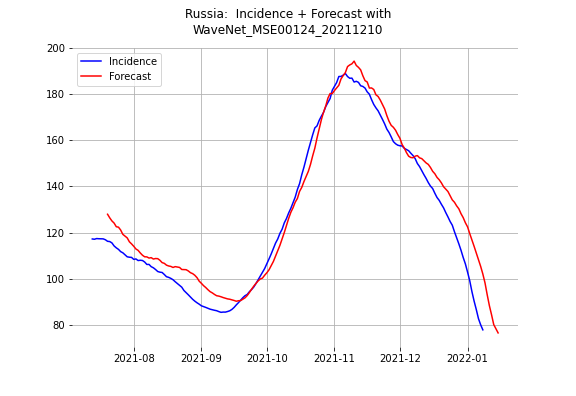 Russia:  Incidence + Forecast with
WaveNet_MSE00124_20211210
Incidence
Forecast
200
180
160
140
120
100
80
2021-08 2021-09 2021-10 2021-11 2021-12 2022-01